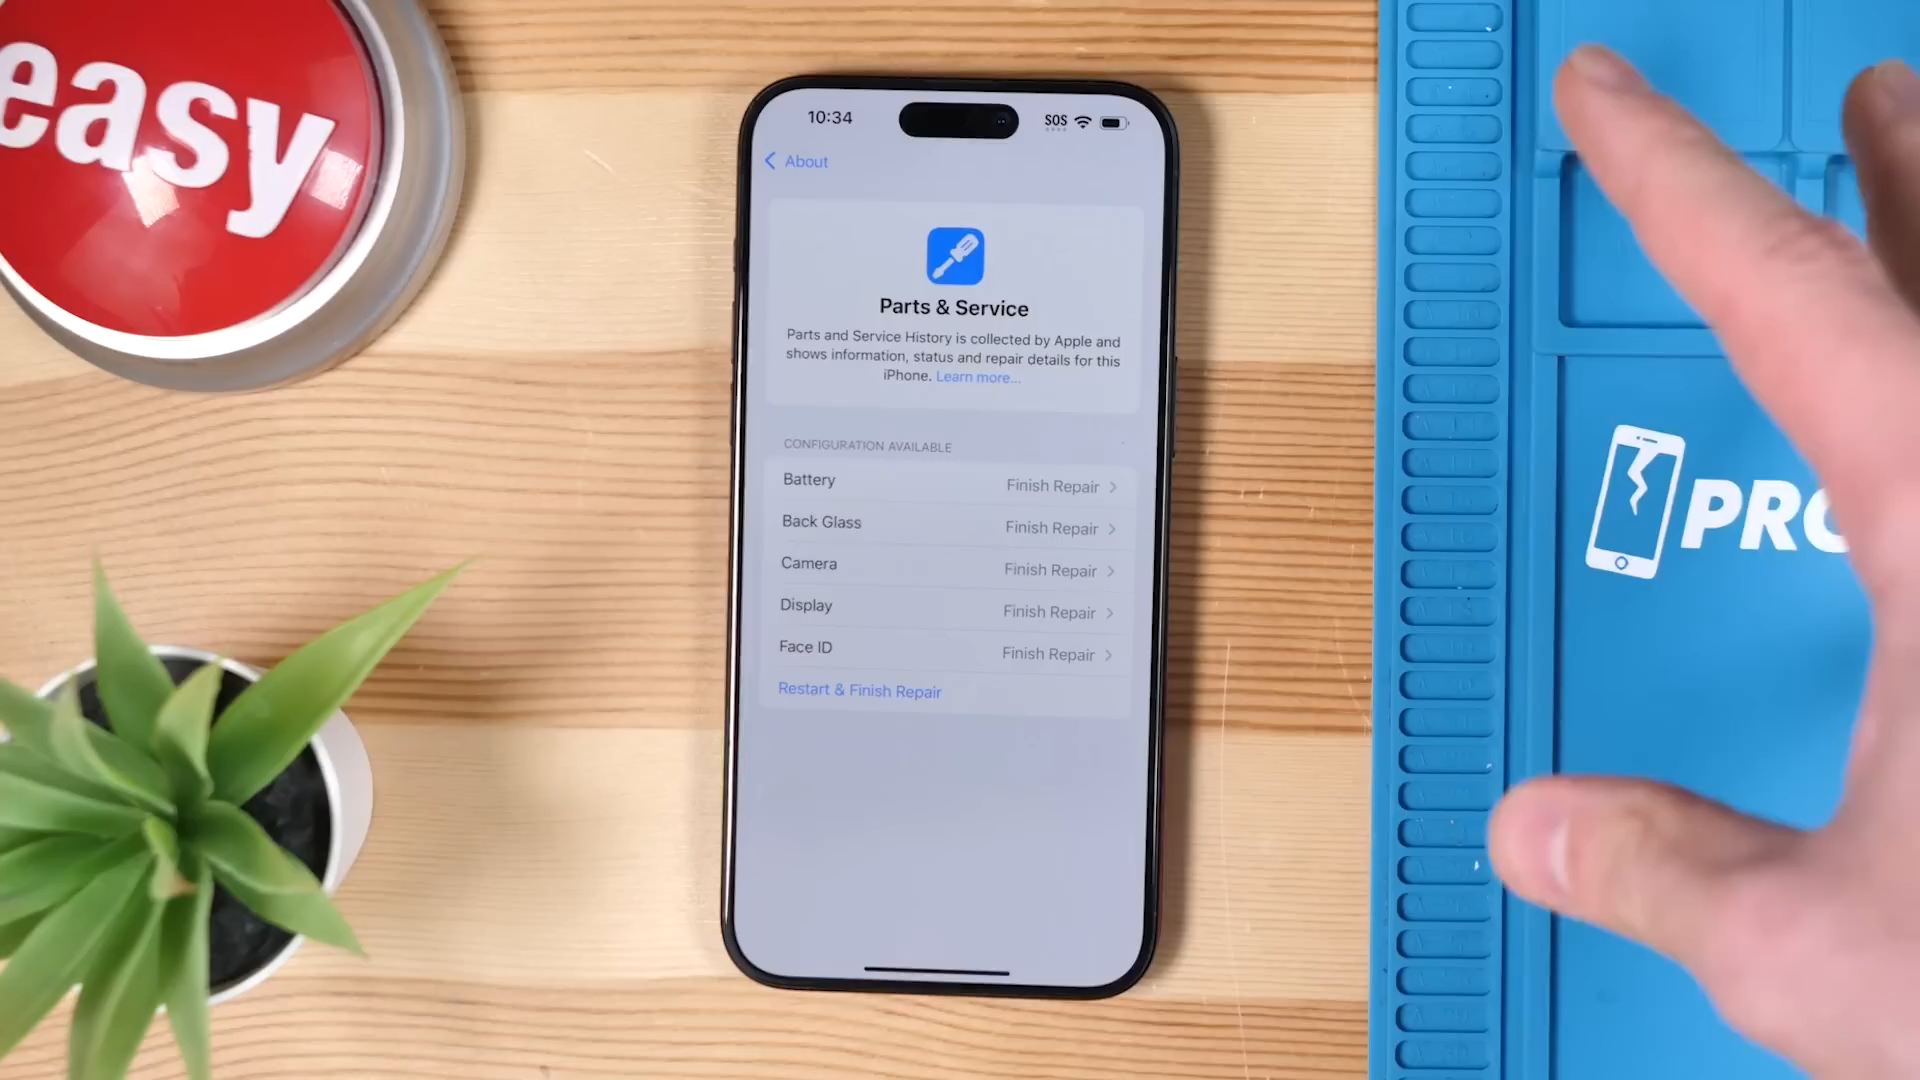 easy
10:34
SOS
About
Parts & Service
Parts and Service History is collected by Apple and
shows information, status and repair details for this
iPhone. Learn more...
CONFIGURATION AVAILABLE
Battery Finish Repair
Back Glass Finish Repair
Camera Finish Repair
Display Finish Repair
Face ID Finish Repair
Restart & Finish Repair
PRO